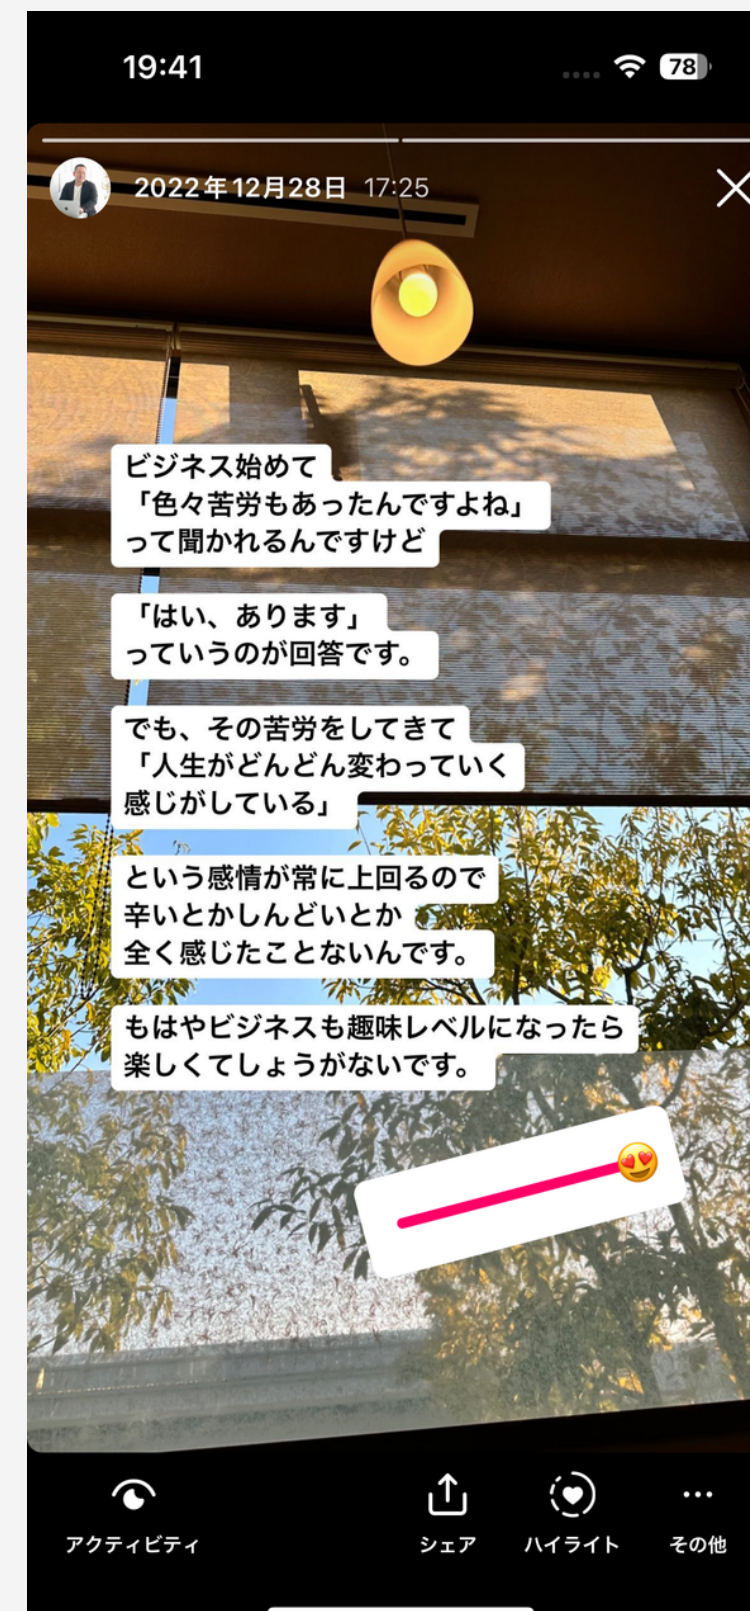 19:41
78
2022年12月28日 17:25
ビジネス始めて
「色々苦労もあったんですよね」
って聞かれるんですけど
「はい、あります」
っていうのが回答です。
でも、その苦労をしてきて
「人生がどんどん変わっていく
感じがしている」
という感情が常に上回るので
辛いとかしんどいとか
全く感じたことないんです。
もはやビジネスも趣味レベルになったら
楽しくてしょうがないです。
アクティビティ
シェア
ハイライト
その他